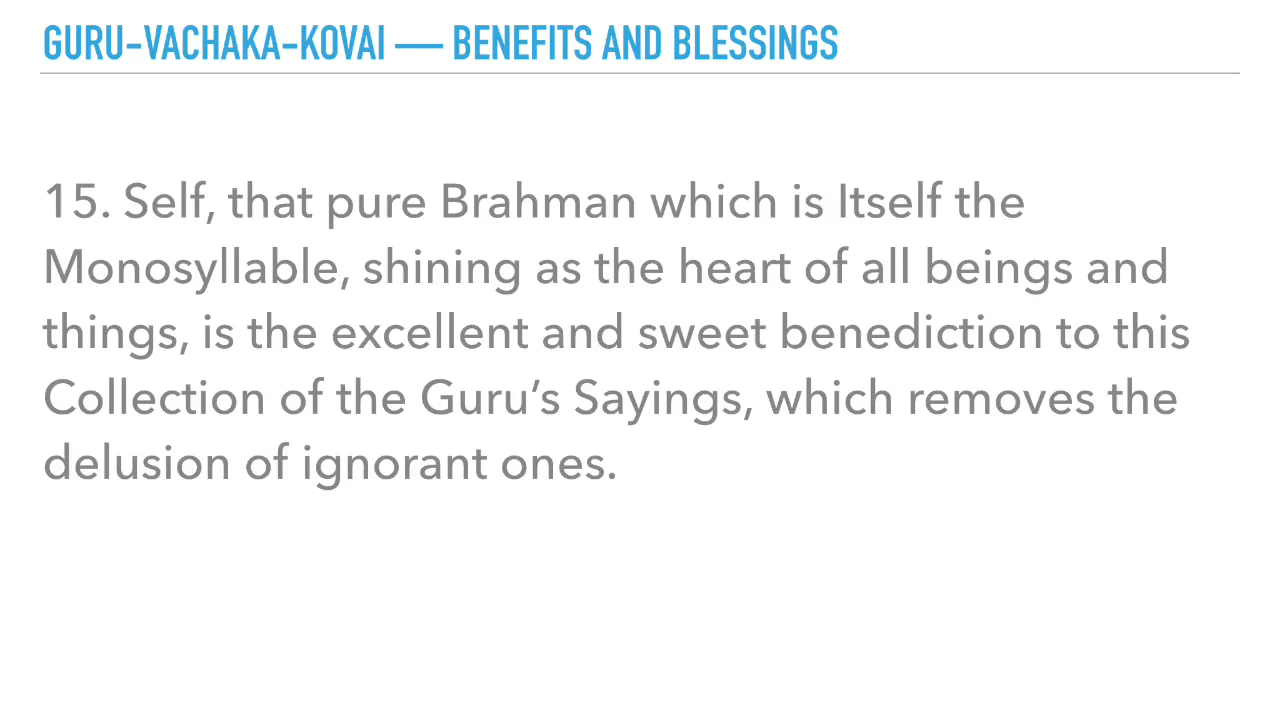 GURU-VACHAKA-KOVAI — BENEFITS AND BLESSINGS
15. Self, that pure Brahman which is Itself the
Monosyllable, shining as the heart of all beings and
things, is the excellent and sweet benediction to this
Collection of the Guru’s Sayings, which removes the
delusion of ignorant ones.